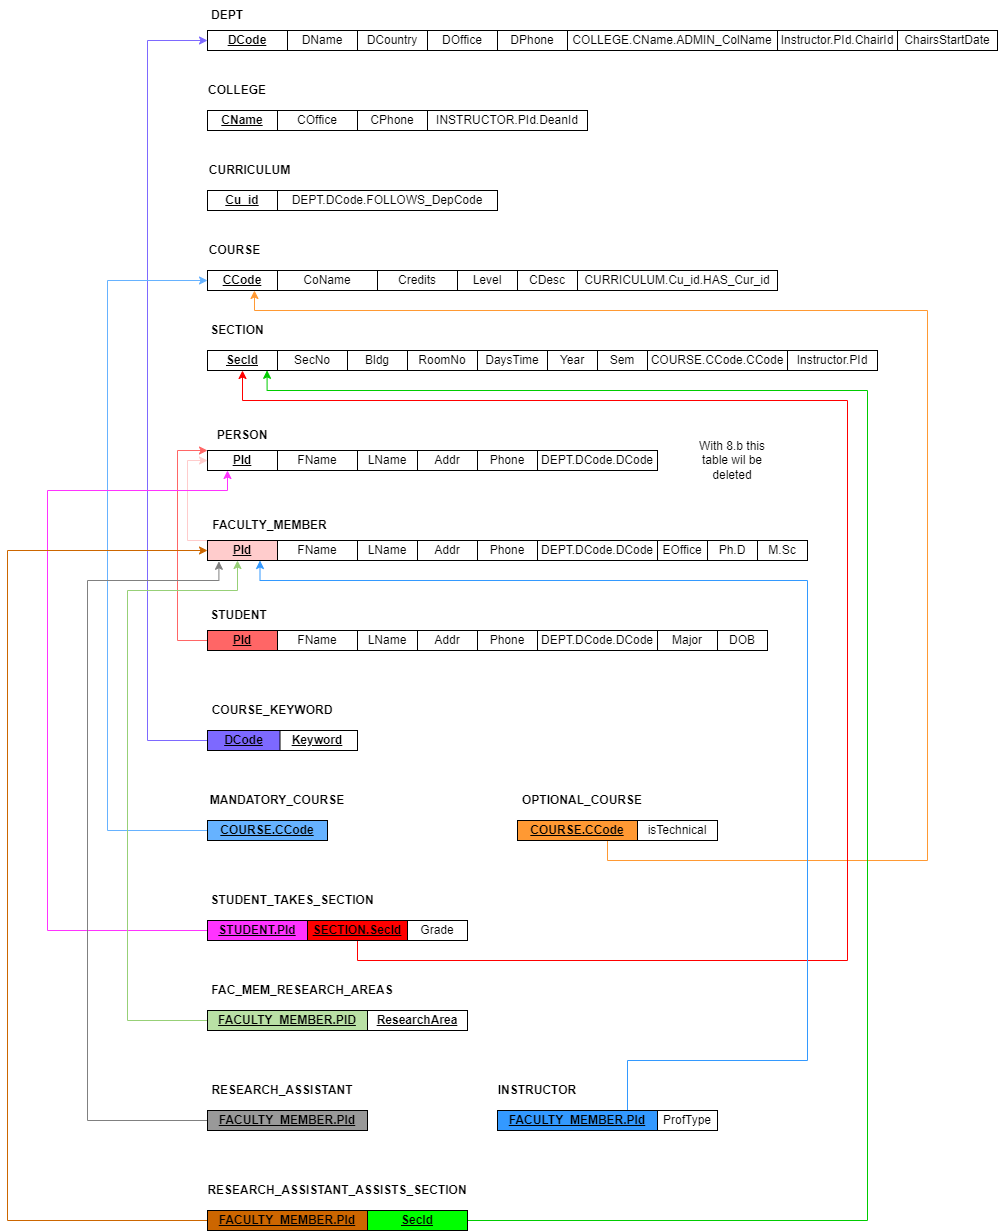 DEPT
DCode DName DCountry DOffice DPhone COLLEGE.CName.ADMIN_ColName Instructor.PId.ChairId ChairsStartDate
COLLEGE
CName COffice CPhone INSTRUCTOR.PId.DeanId
CURRICULUM
Cu_id DEPT.DCode.FOLLOWS_DepCode
COURSE
CCode CoName Credits Level CDesc CURRICULUM.Cu_id.HAS_Cur_id
SECTION
SecId SecNo Bldg RoomNo DaysTime Year Sem COURSE.CCode.CCode Instructor.PId
PERSON
PId FName LName Addr Phone DEPT.DCode.DCode
With 8.b this
table wil be
deleted
FACULTY_MEMBER
PId FName LName Addr Phone DEPT.DCode.DCode EOffice Ph.D M.Sc
STUDENT
PId FName LName Addr Phone DEPT.DCode.DCode Major DOB
COURSE_KEYWORD
DCode Keyword
MANDATORY_COURSE OPTIONAL_COURSE
COURSE.CCode COURSE.CCode isTechnical
STUDENT_TAKES_SECTION
STUDENT.PId SECTION.SecId Grade
FAC_MEM_RESEARCH_AREAS
FACULTY_MEMBER.PID ResearchArea
RESEARCH_ASSISTANT INSTRUCTOR
FACULTY_MEMBER.PId FACULTY_MEMBER.PId ProfType
RESEARCH_ASSISTANT_ASSISTS_SECTION
FACULTY_MEMBER.PId SecId